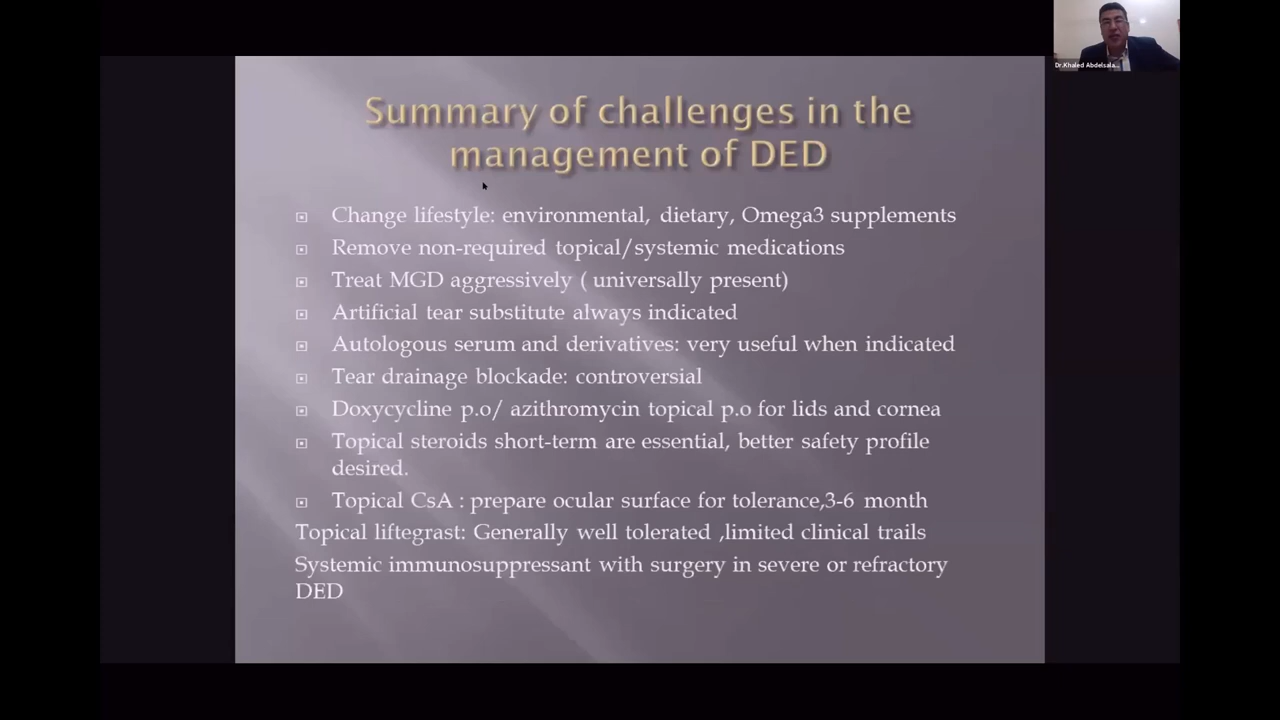 Dr.Khaled Abdelsala...
Summary of challenges in the
management of DED
Change lifestyle: environmental, dietary, Omega3 supplements
Remove non-required topical/systemic medications
Treat MGD aggressively ( universally present)
Artificial tear substitute always indicated
Autologous serum and derivatives: very useful when indicated
Tear drainage blockade: controversial
Doxycycline p.o/ azithromycin topical p.o for lids and cornea
Topical steroids short-term are essential, better safety profile
desired.
Topical CsA : prepare ocular surface for tolerance,3-6 month
Topical liftegrast: Generally well tolerated ,limited clinical trails
Systemic immunosuppressant with surgery in severe or refractory
DED